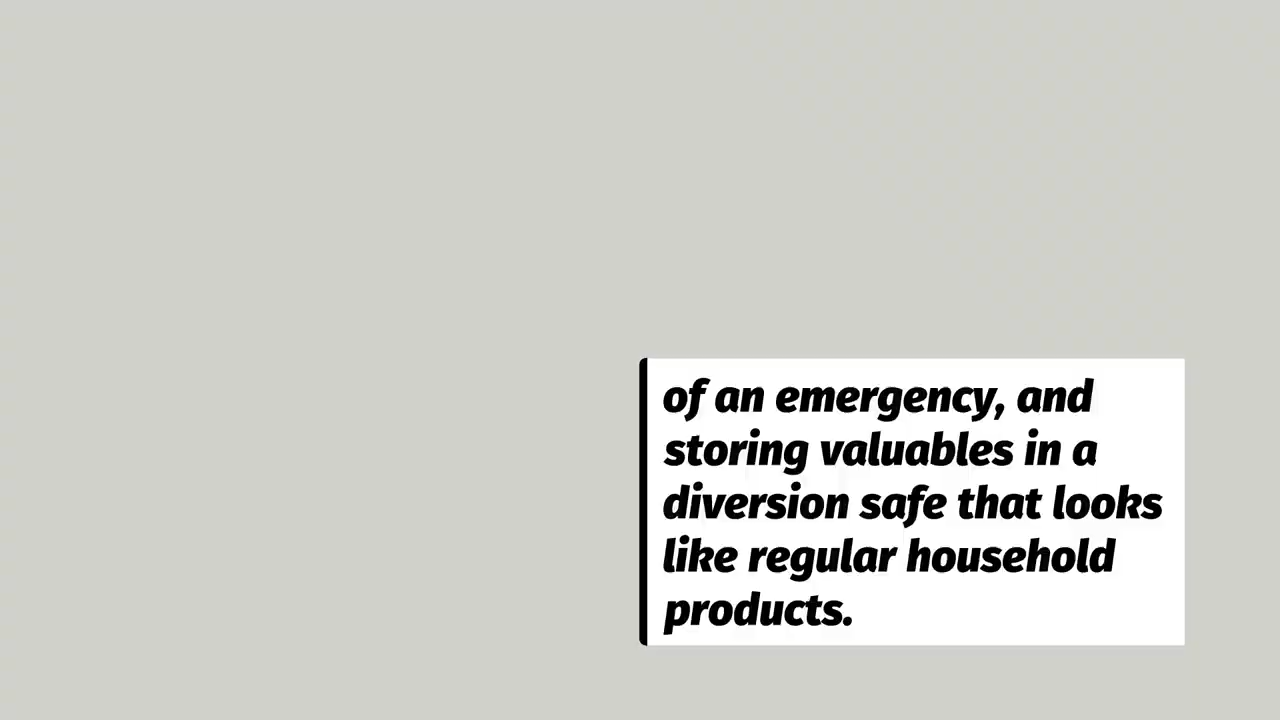 of an emergency, and
storing valuables in a
diversion safe that looks
like regular household
products.